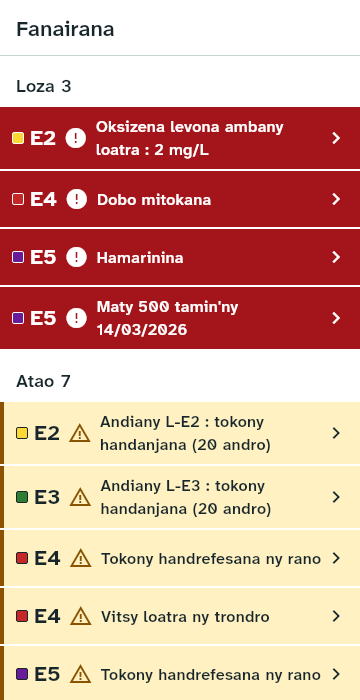 Fanairana
Loza 3
E2 Oksizena levona ambany
loatra : 2 mg/L
E4 Dobo mitokana
E5 Hamarinina
E5 Maty 500 tamin'ny
14/03/2026
Atao 7
E2 Andiany L-E2 : tokony
handanjana (20 andro)
E3 Andiany L-E3 : tokony
handanjana (20 andro)
E4 Tokony handrefesana ny rano
E4 Vitsy loatra ny trondro
E5 Tokony handrefesana ny rano